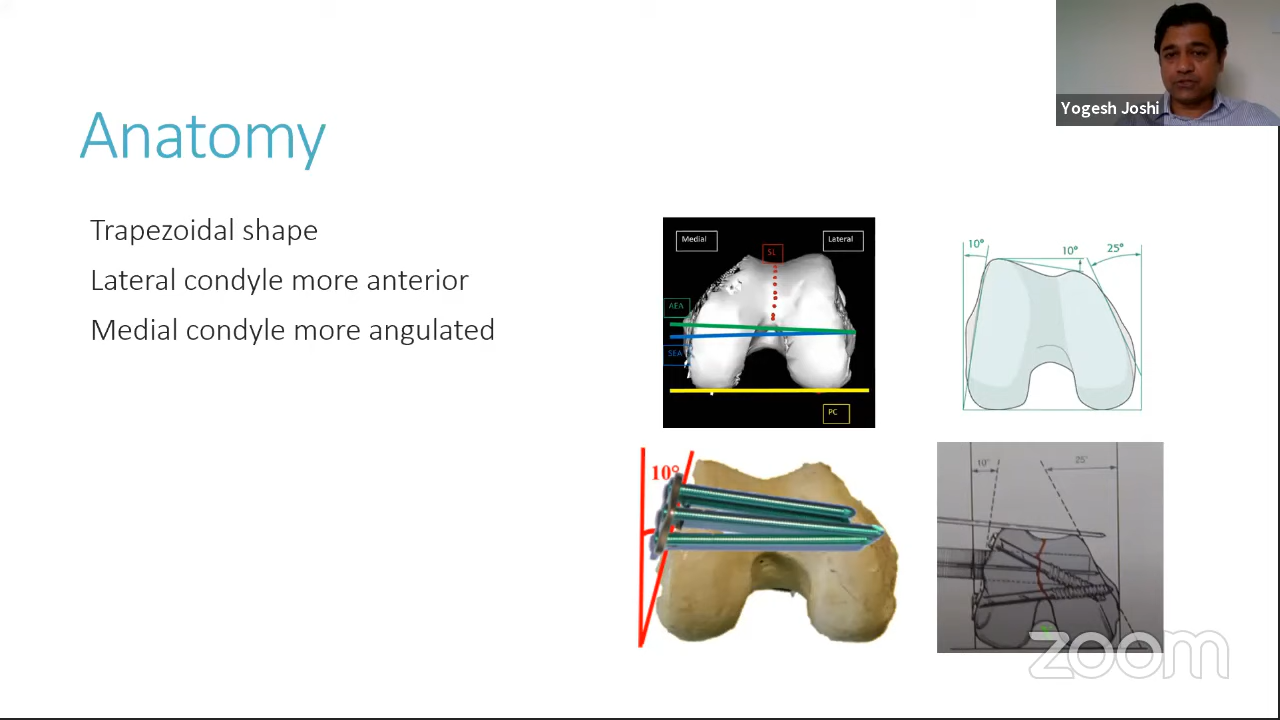 Yogesh Joshi
Anatomy
Trapezoidal shape
Lateral condyle more anterior
Medial condyle more angulated
Medial
SL
Lateral
AEA
SEA
PC
10°
10°
25°
10°
10°
25°
zoom